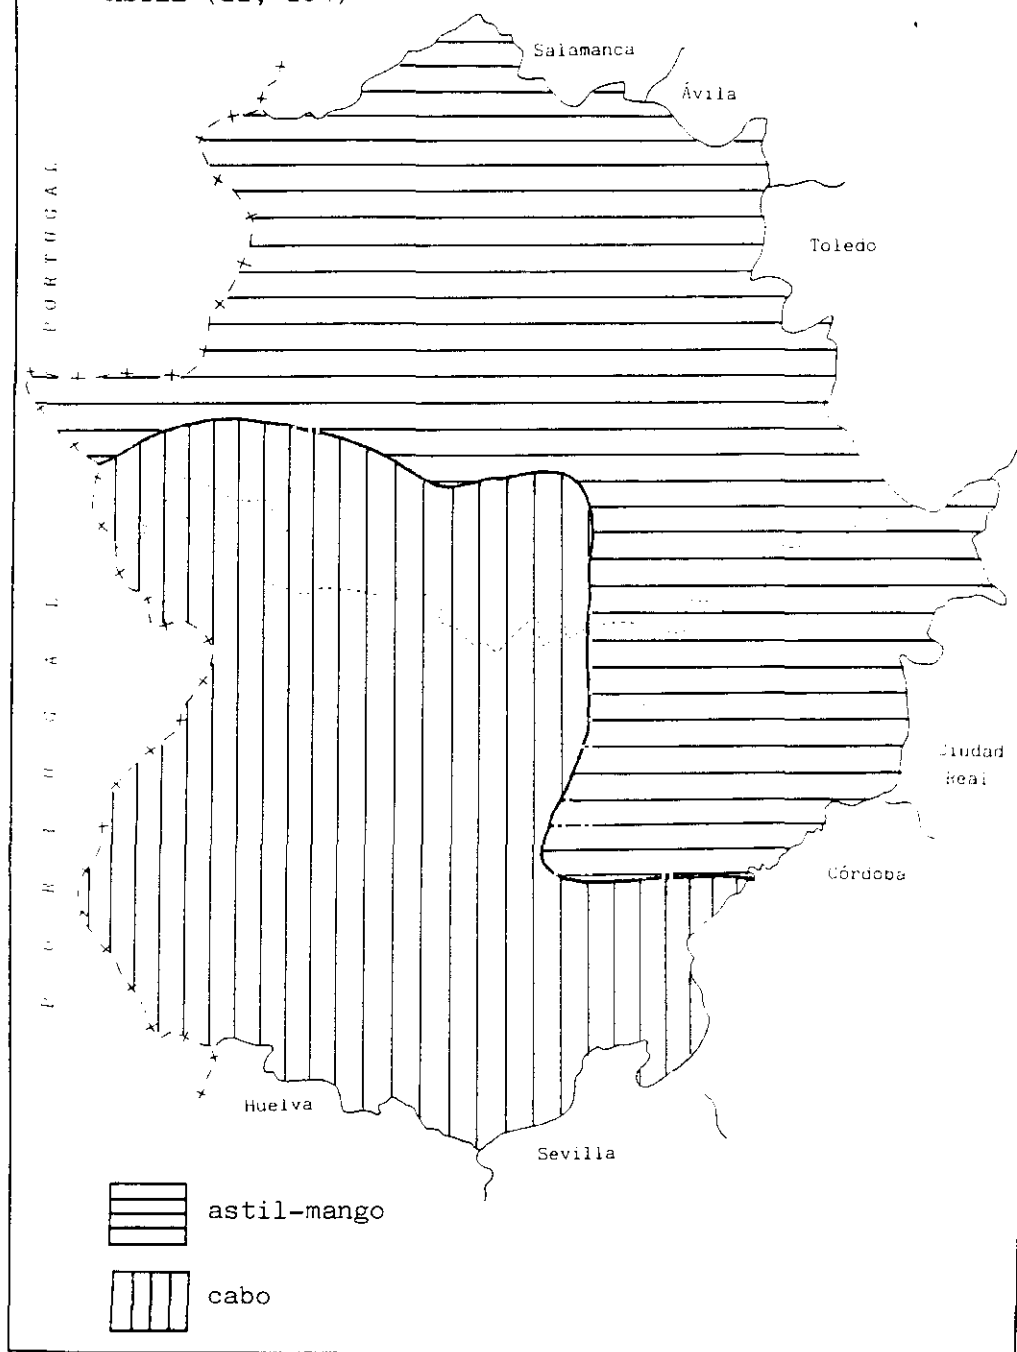 Salamanca
Ávila
PORTUGAL
Toledo
PORTUGAL
Ciudad
Real
Córdoba
Huelva
Sevilla
astil-mango
cabo